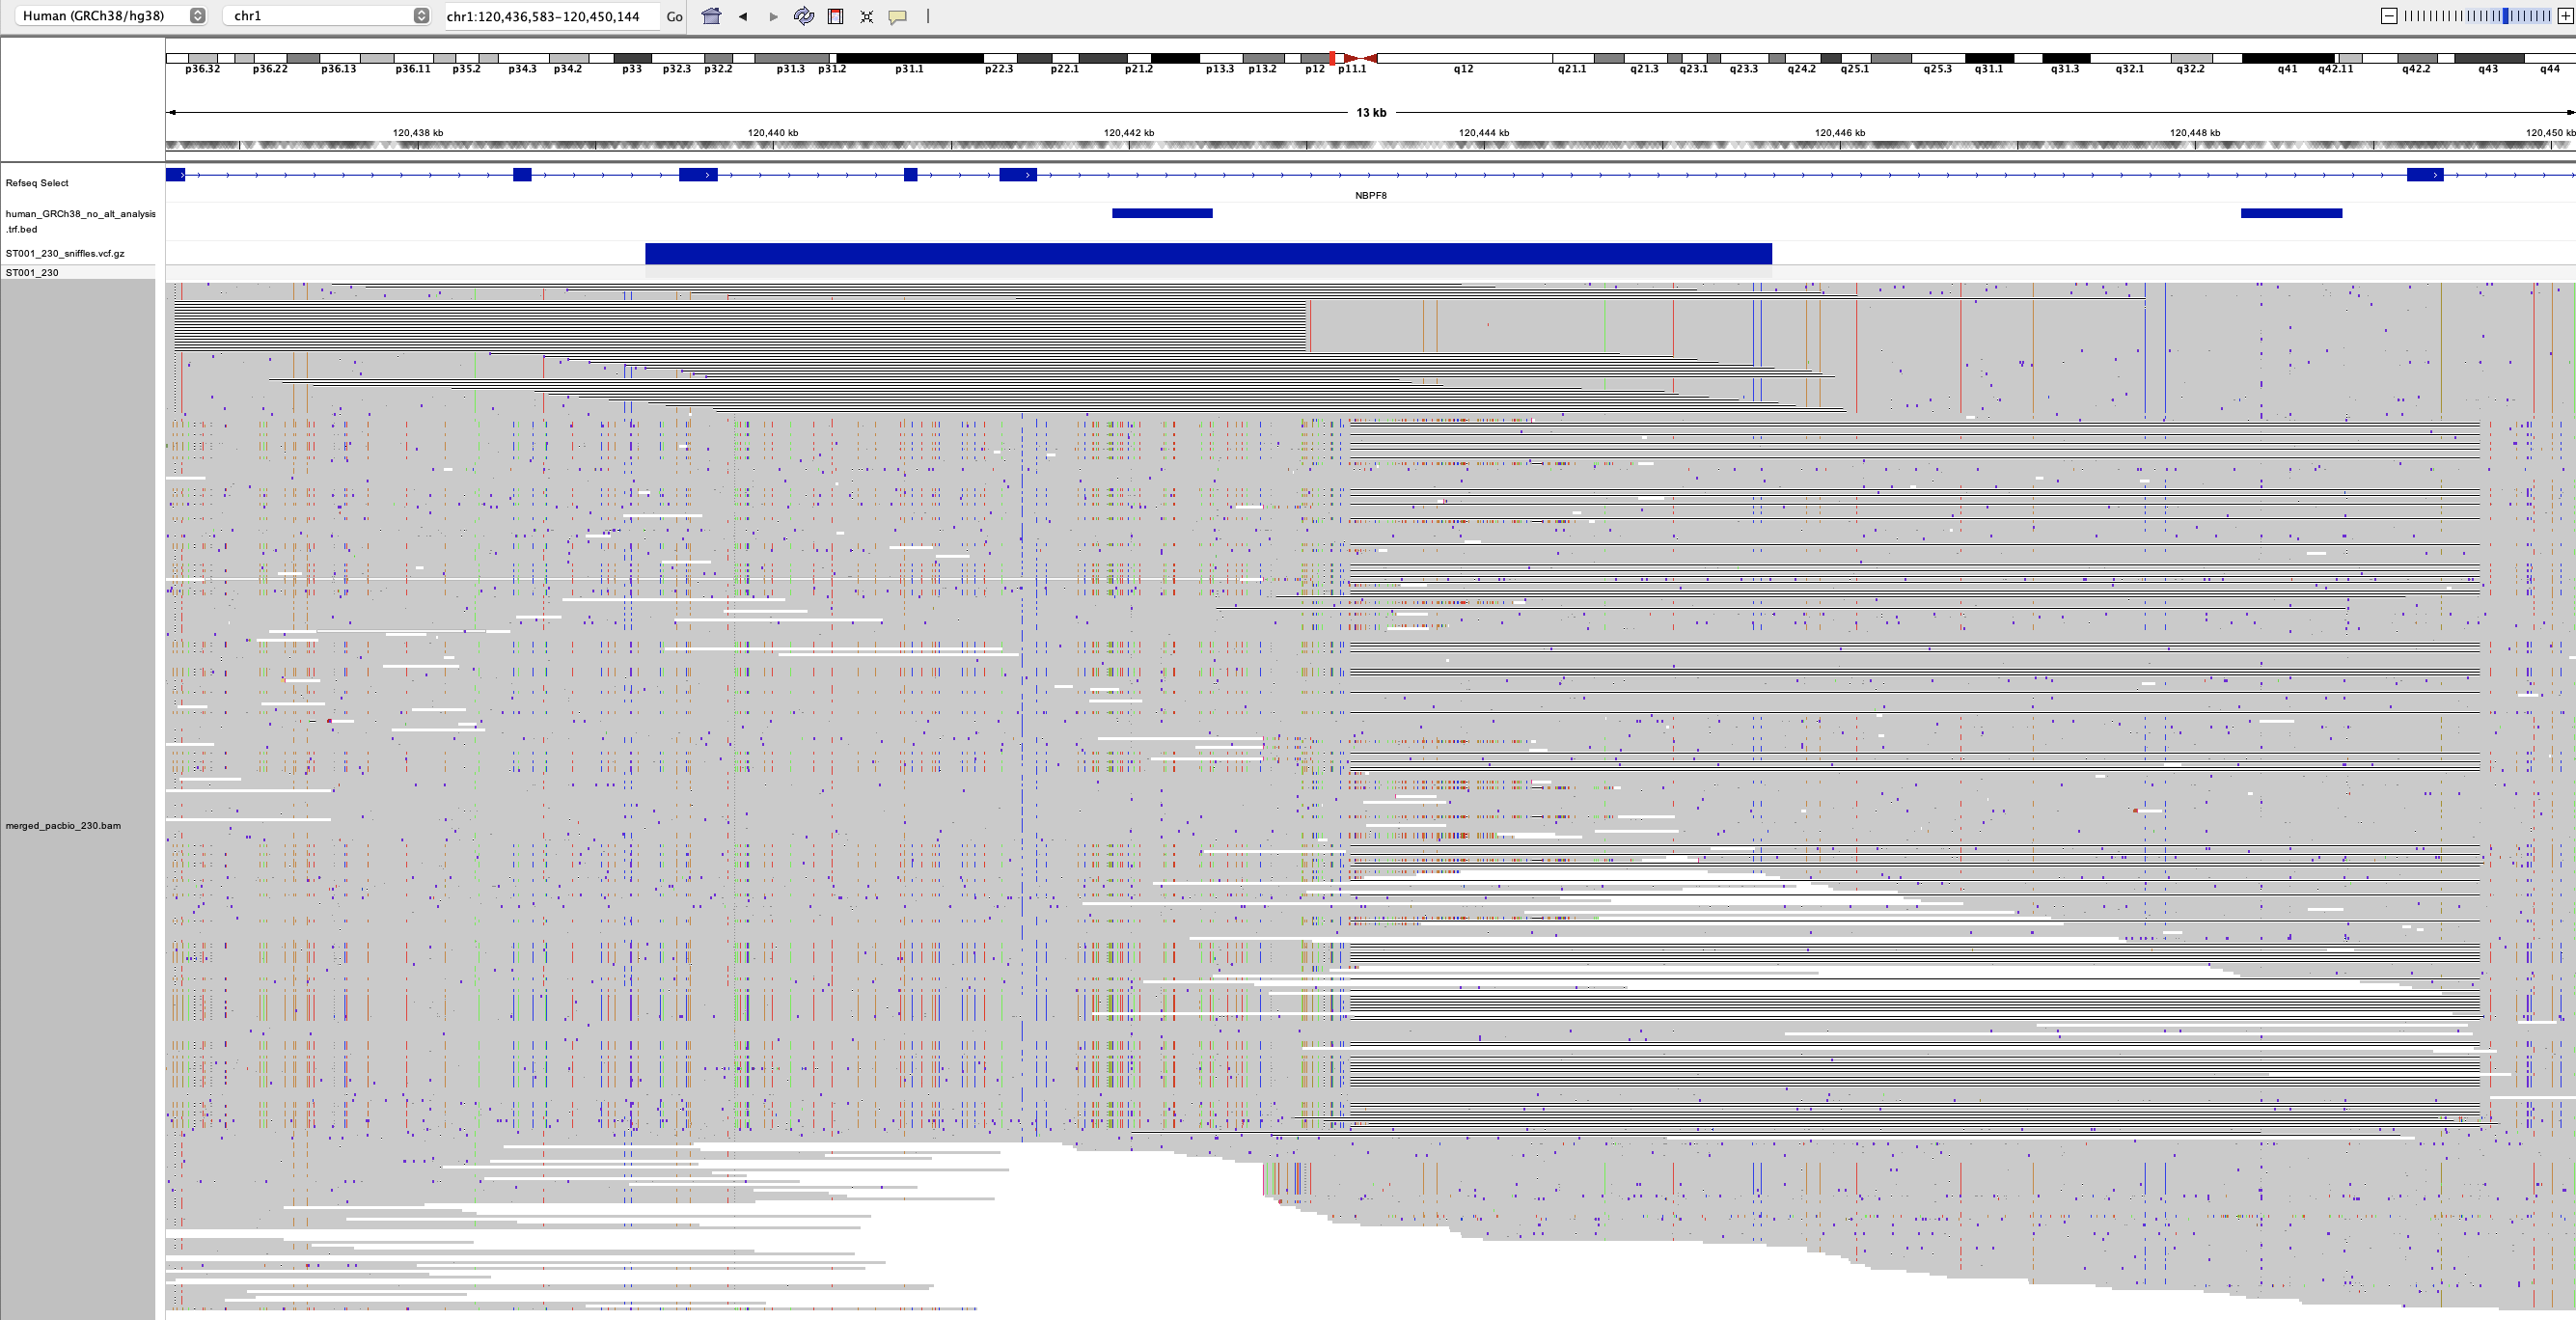 Human (GRCh38/hg38) chr1 chr1:120,436,583-120,450,144 Go
p36.32 p36.22 p36.13 p36.11 p35.2 p34.3 p34.2 p33 p32.3 p32.2 p31.3 p31.2 p31.1 p22.3 p22.1 p21.2 p13.3 p13.2 p12 p11.1 q12 q21.1 q21.3 q23.1 q23.3 q24.2 q25.1 q25.3 q31.1 q31.3 q32.1 q32.2 q41 q42.11 q42.2 q43 q44
13 kb
120,438 kb 120,440 kb 120,442 kb 120,444 kb 120,446 kb 120,448 kb 120,450 kb
Refseq Select
NBPF8
human_GRCh38_no_alt_analysis
.trf.bed
ST001_230_sniffles.vcf.gz
ST001_230
merged_pacbio_230.bam